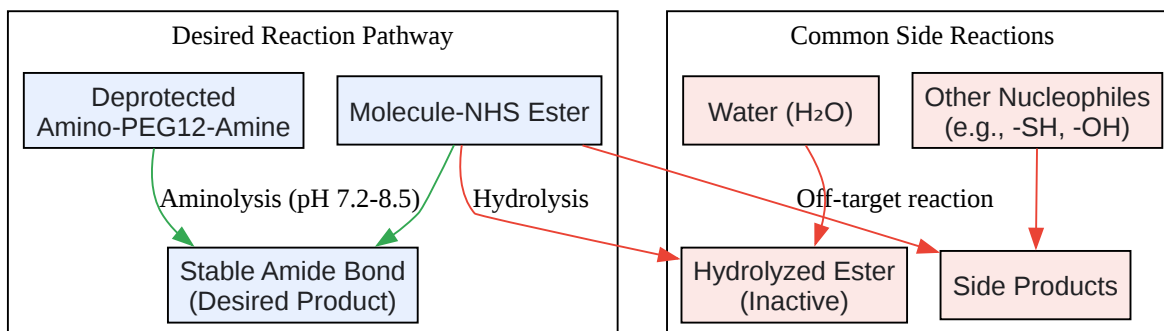 Desired Reaction Pathway
Common Side Reactions
Deprotected
Amino-PEG12-Amine
Molecule-NHS Ester
Water (H₂O)
Other Nucleophiles
(e.g., -SH, -OH)
Aminolysis (pH 7.2-8.5)
Hydrolysis
Off-target reaction
Stable Amide Bond
(Desired Product)
Hydrolyzed Ester
(Inactive)
Side Products